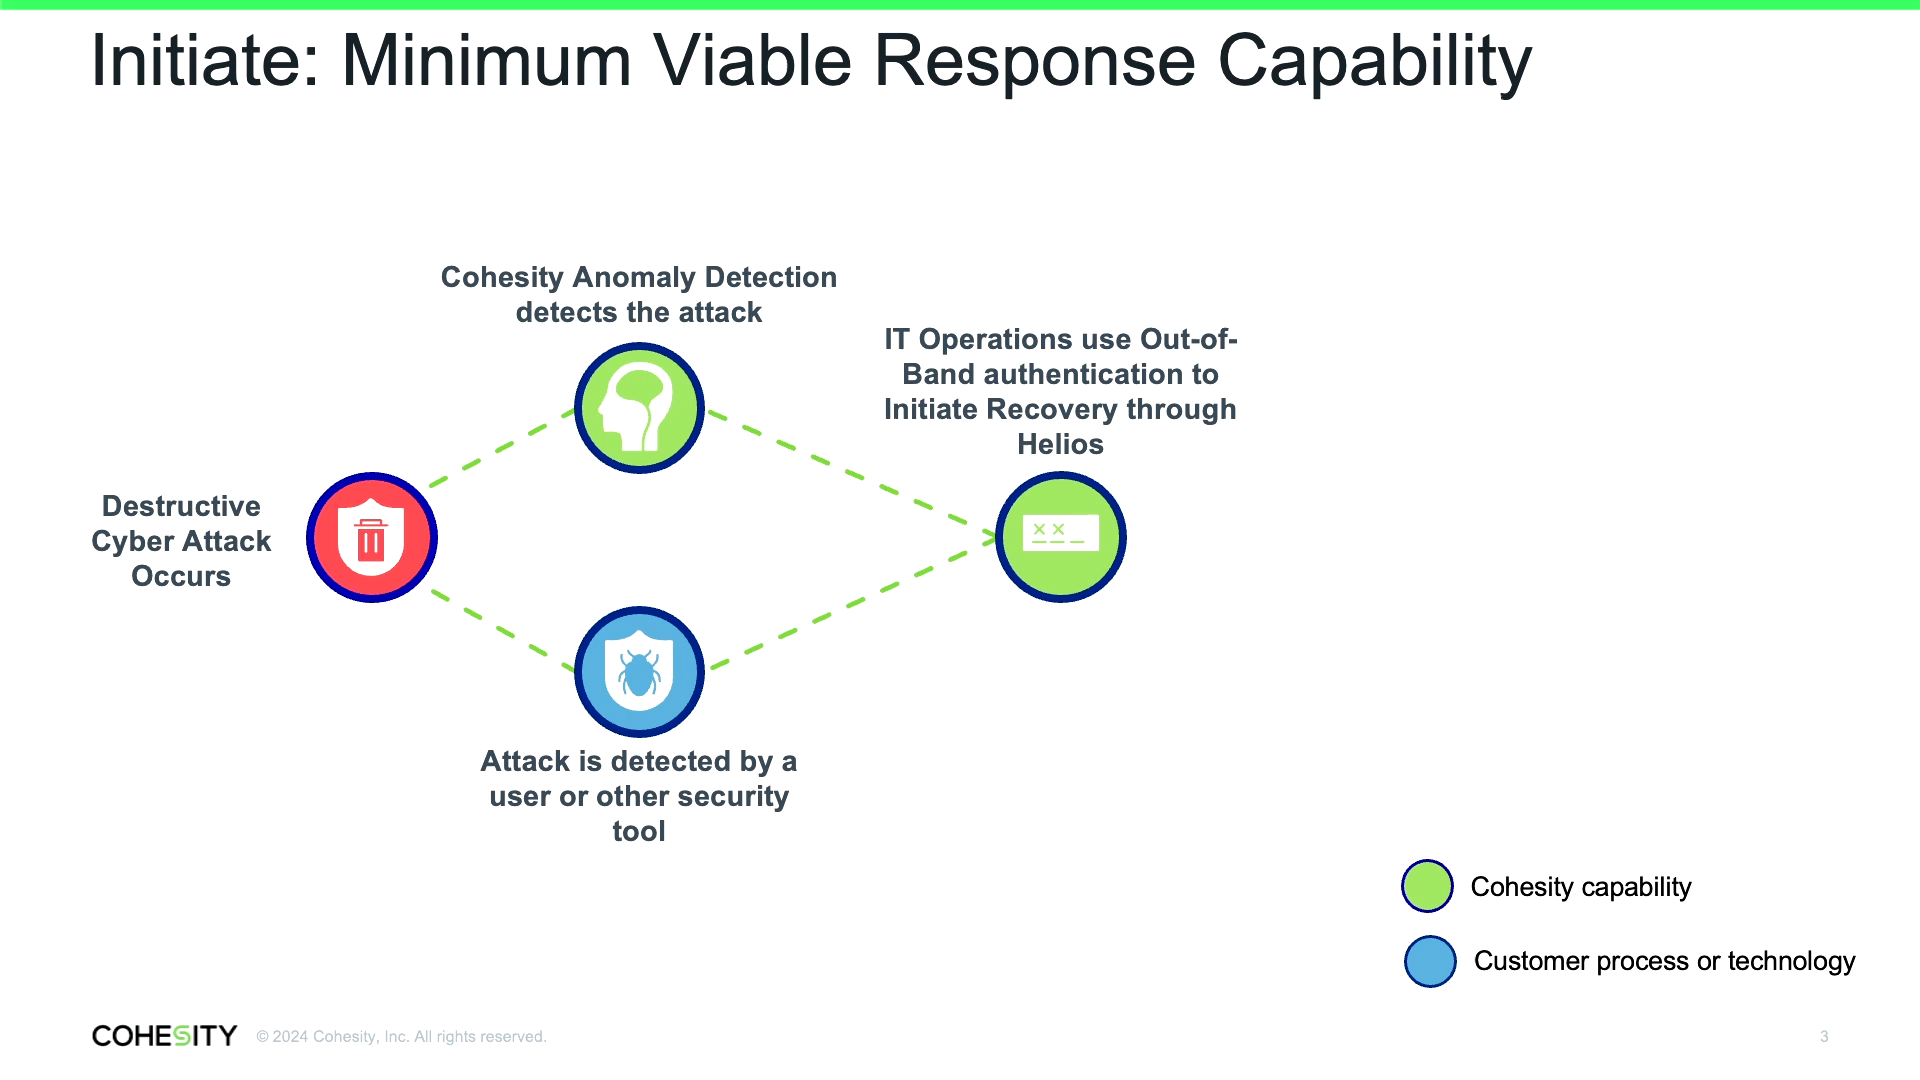 Initiate: Minimum Viable Response Capability
Cohesity Anomaly Detection
detects the attack
IT Operations use Out-of-
Band authentication to
Initiate Recovery through
Helios
Destructive
Cyber Attack
Occurs
Attack is detected by a
user or other security
tool
Cohesity capability
Customer process or technology
COHESITY © 2024 Cohesity, Inc. All rights reserved.
3